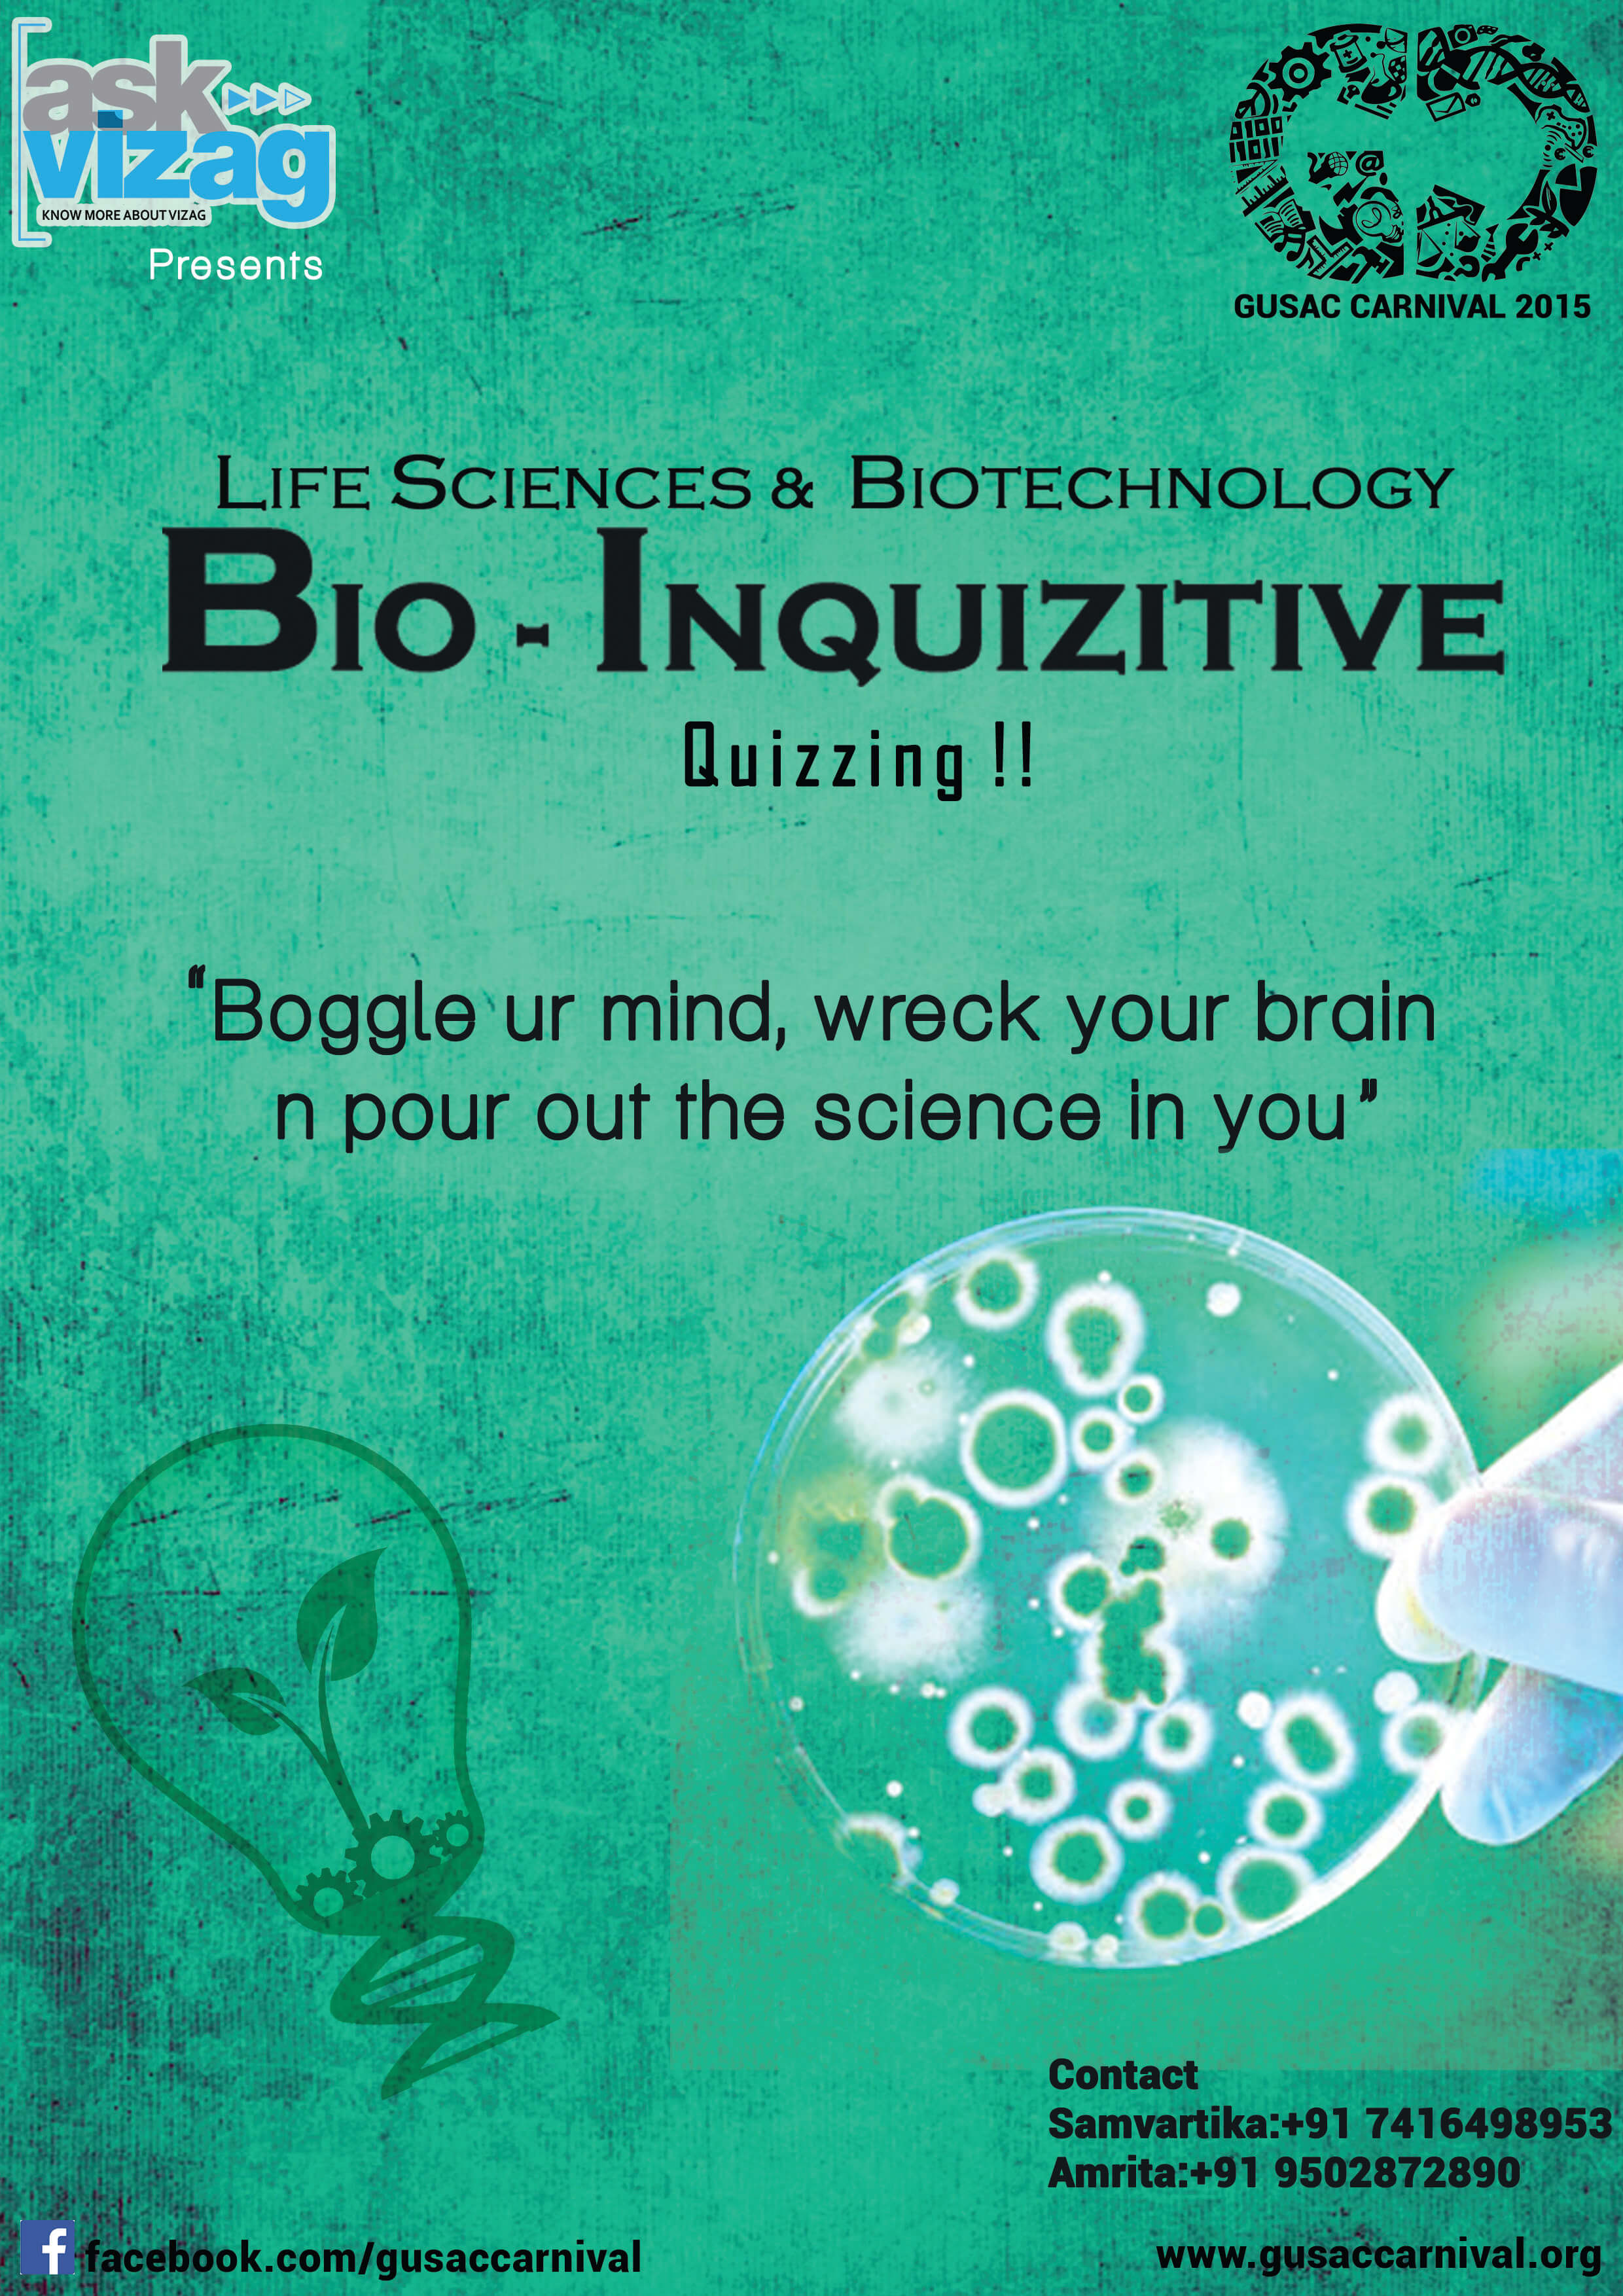 ask
vizag
KNOW MORE ABOUT VIZAG
Presents
GUSAC CARNIVAL 2015
LIFE SCIENCES & BIOTECHNOLOGY
BIO - INQUIZITIVE
Quizzing !!
"Boggle ur mind, wreck your brain
n pour out the science in you"
Contact
Samvartika:+91 7416498953
Amrita:+91 9502872890
facebook.com/gusaccarnival
www.gusaccarnival.org